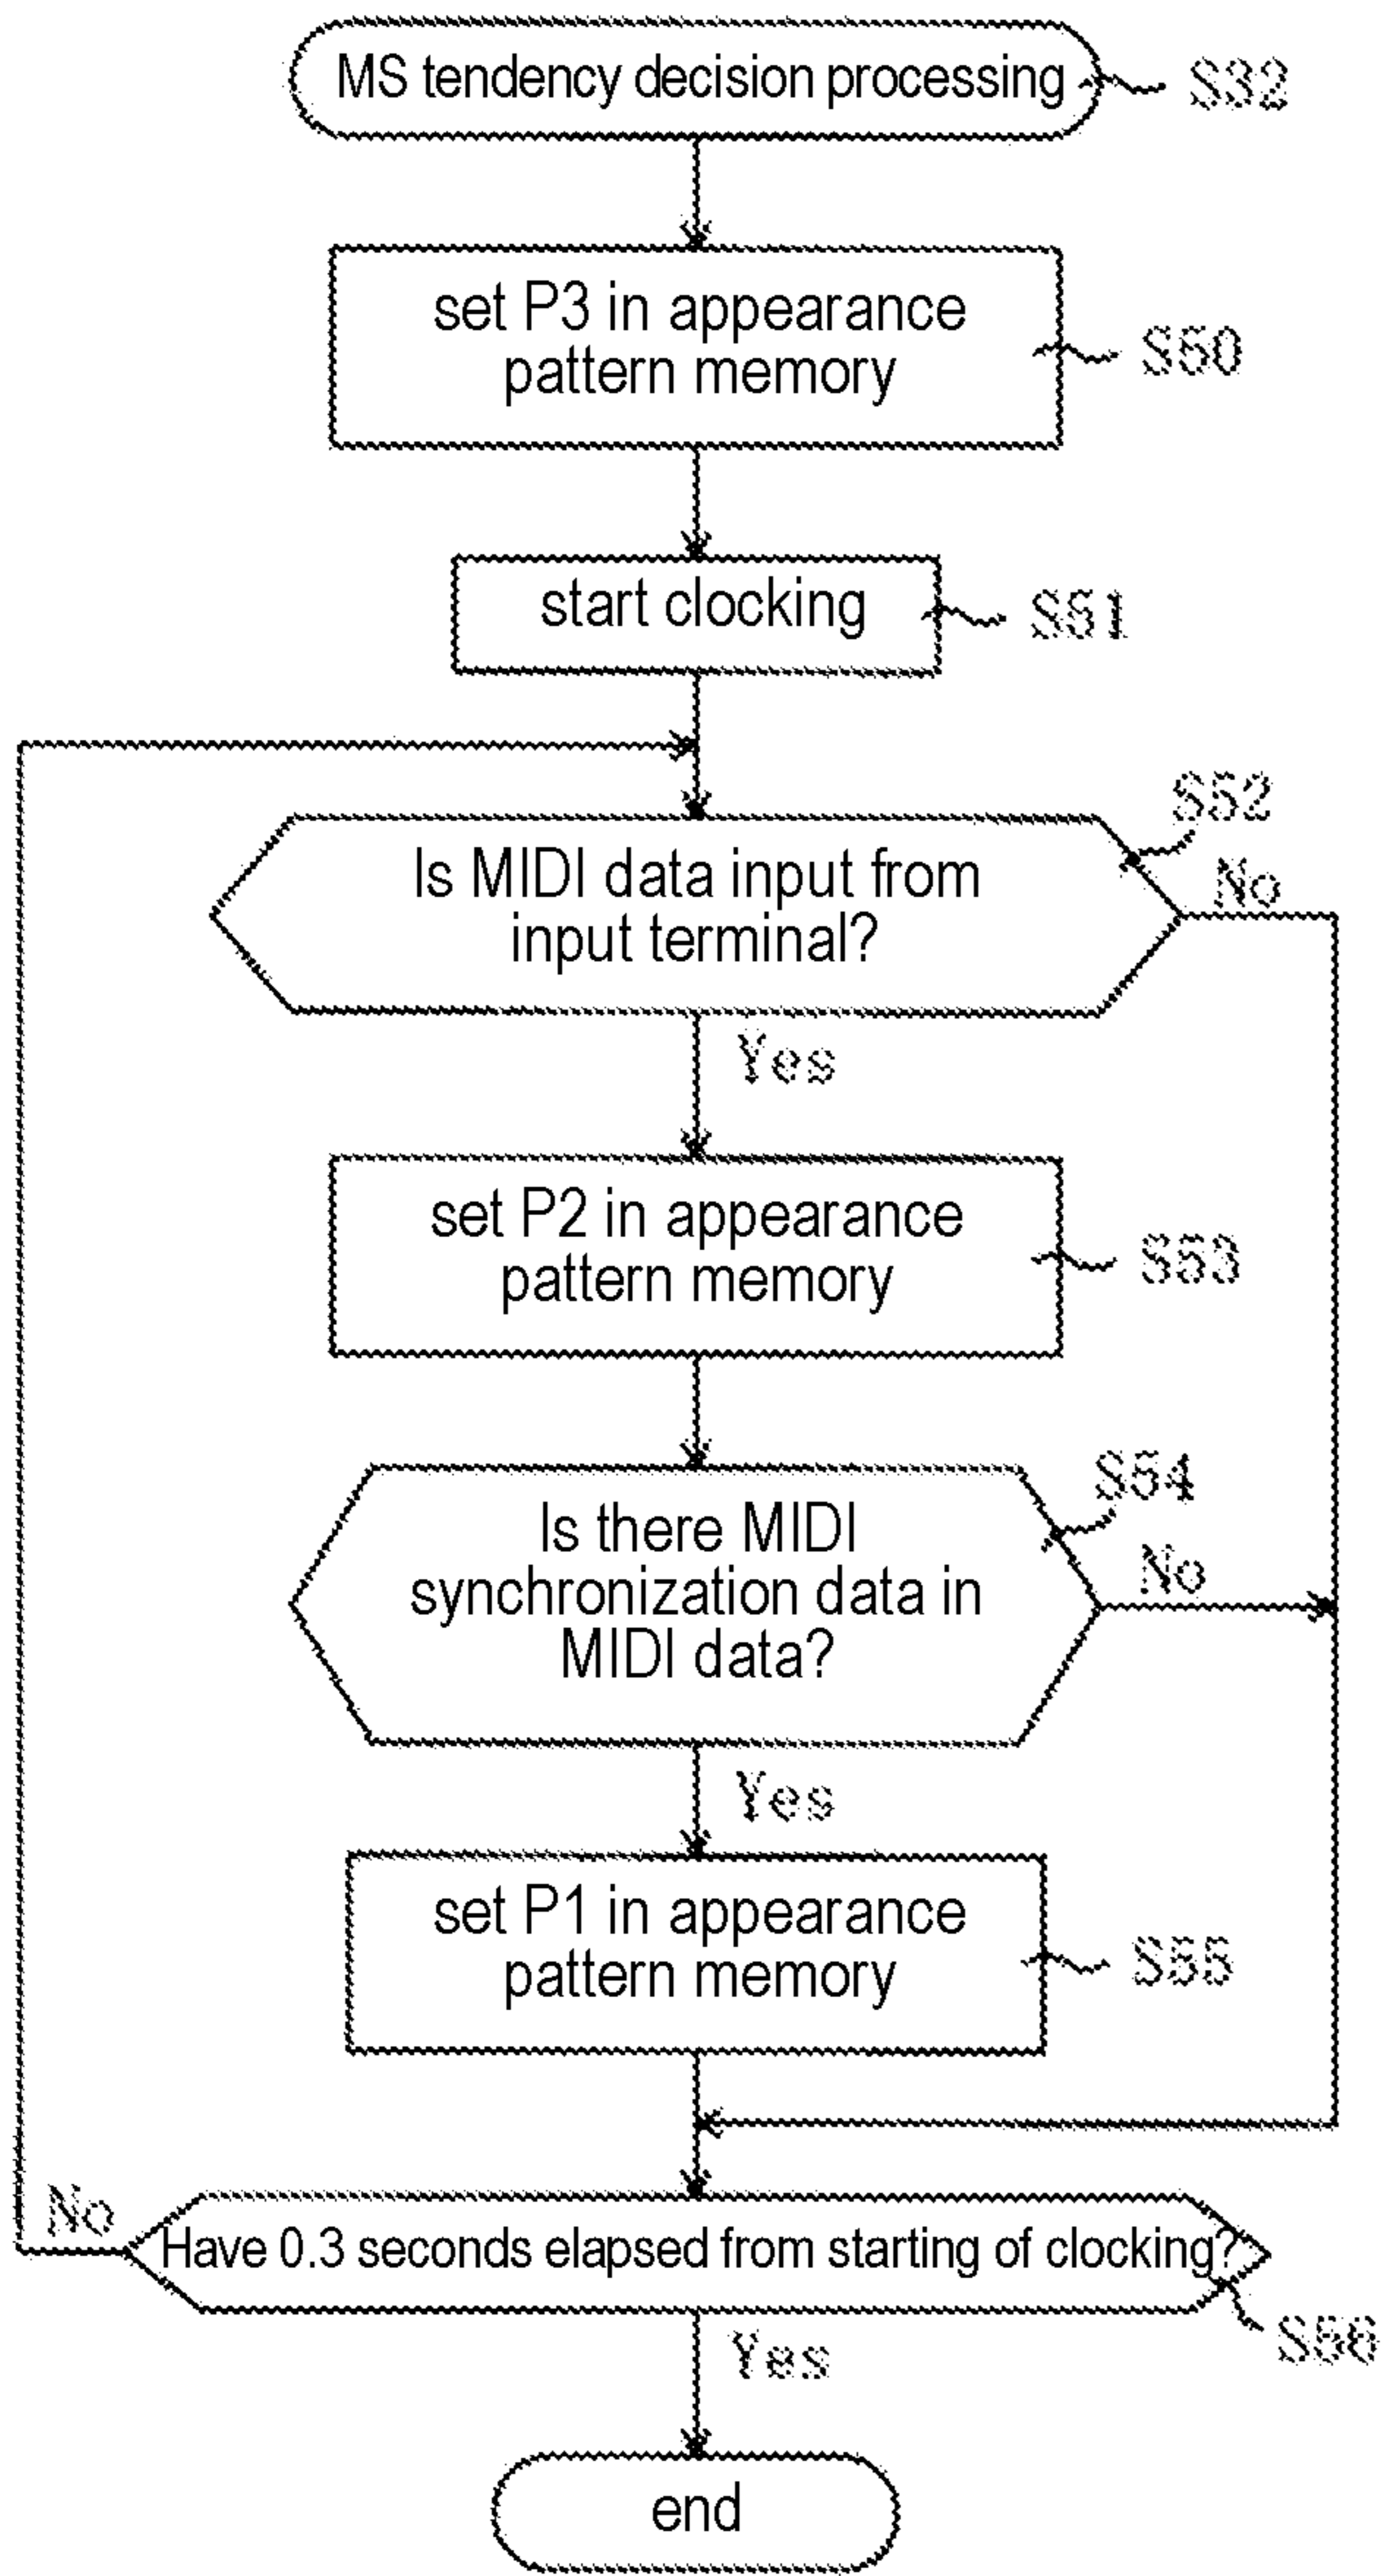 MS tendency decision processing
S32
set P3 in appearance
pattern memory
S50
start clocking
S51
S52
Is MIDI data input from
input terminal?
No
Yes
set P2 in appearance
pattern memory
S53
S54
Is there MIDI
synchronization data in
MIDI data?
No
Yes
set P1 in appearance
pattern memory
S55
No
Have 0.3 seconds elapsed from starting of clocking?
S56
Yes
end